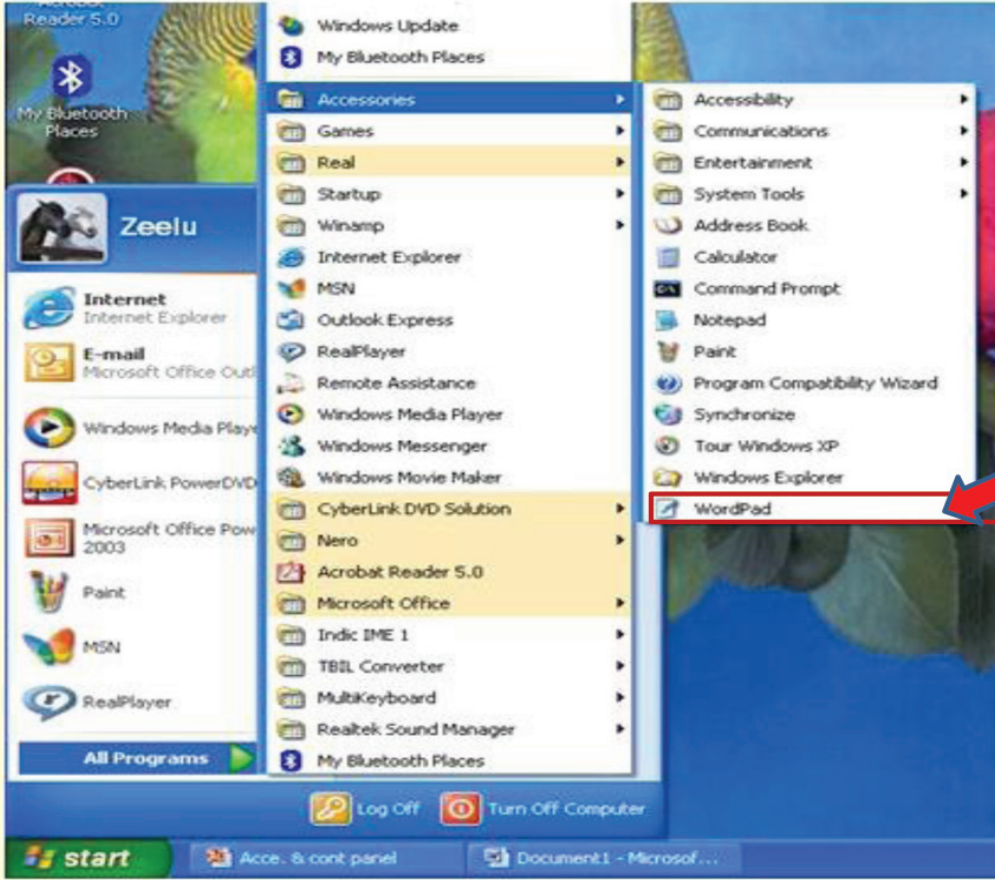 Reader 5.0
My Bluetooth
Places
Zeelu
Internet
Internet Explorer
E-mail
Microsoft Office Outl
Windows Media Playe
CyberLink PowerDVD
Microsoft Office Pow
2003
Paint
MSN
RealPlayer
All Programs
Windows Update
My Bluetooth Places
Accessories
Games
Real
Startup
Winamp
Internet Explorer
MSN
Outlook Express
RealPlayer
Remote Assistance
Windows Media Player
Windows Messenger
Windows Movie Maker
CyberLink DVD Solution
Nero
Acrobat Reader 5.0
Microsoft Office
Indic IME 1
TBIL Converter
MultiKeyboard
Realtek Sound Manager
My Bluetooth Places
Accessibility
Communications
Entertainment
System Tools
Address Book
Calculator
Command Prompt
Notepad
Paint
Program Compatibility Wizard
Synchronize
Tour Windows XP
Windows Explorer
WordPad
Log Off
Turn Off Computer
start
Acce. & cont panel
Document1 - Microsof...